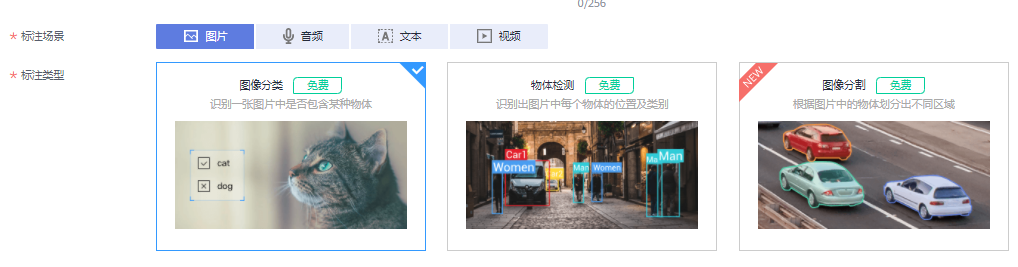 0/256
* 标注场景 图片 音频 A 文本 视频
* 标注类型
图像分类 免费
识别一张图片中是否包含某种物体
cat
dog
物体检测 免费
识别出图片中每个物体的位置及类别
Car1
Women
Man
Women
Ma
Man
NEW
图像分割 免费
根据图片中的物体划分出不同区域